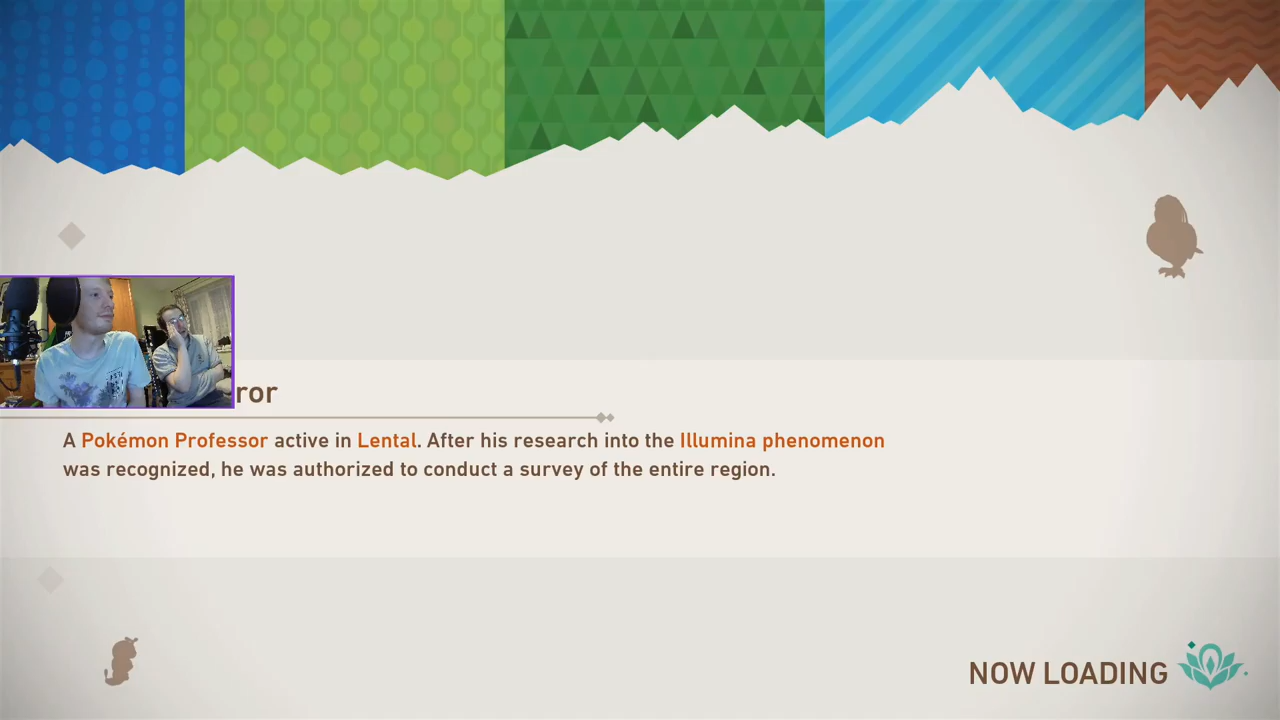 ror
A Pokémon Professor active in Lental. After his research into the Illumina phenomenon
was recognized, he was authorized to conduct a survey of the entire region.
NOW LOADING